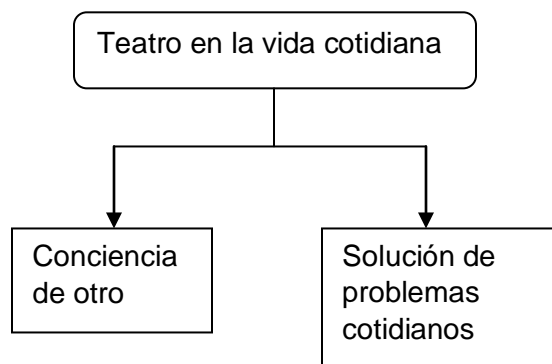 Teatro en la vida cotidiana
Conciencia
de otro
Solución de
problemas
cotidianos